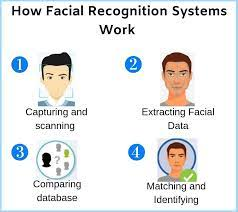 How Facial Recognition Systems
Work
1
2
Capturing and
scanning
Extracting Facial
Data
3
4
Comparing
database
Matching and
Identifying